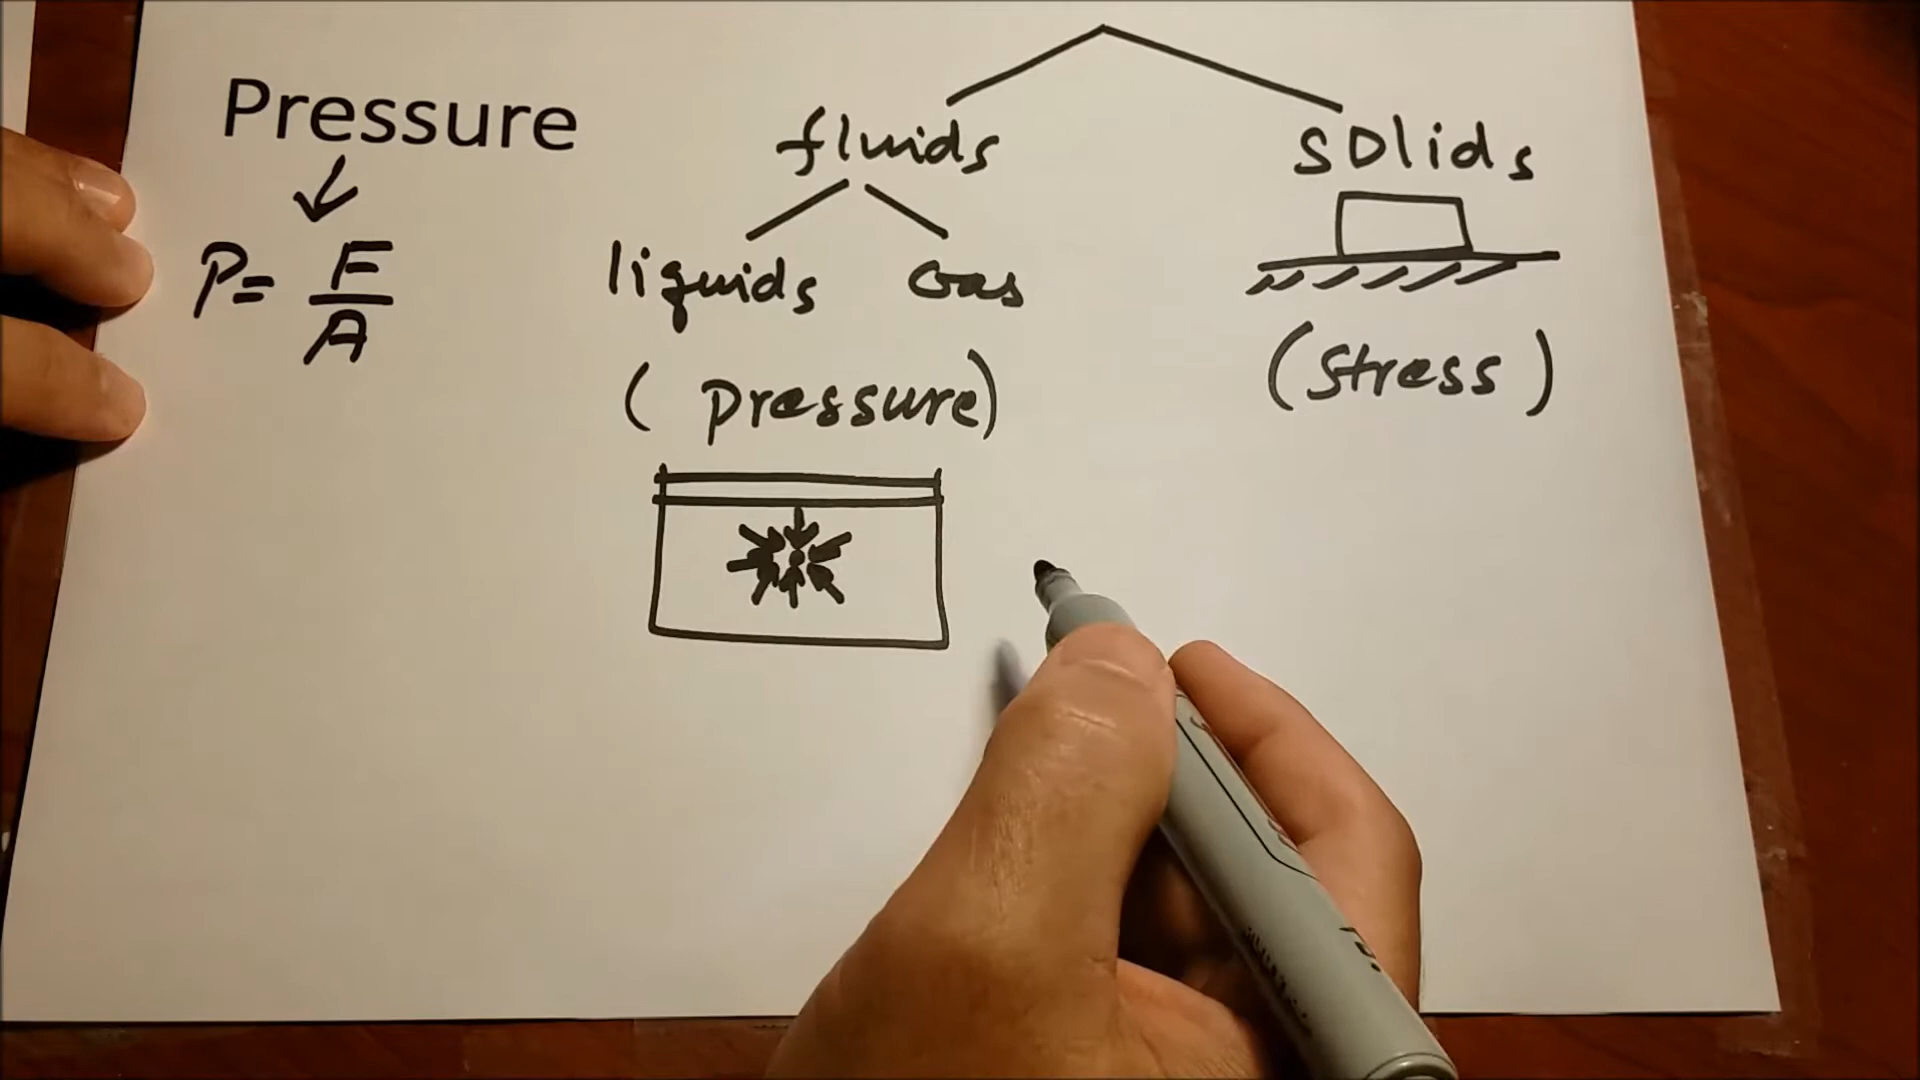 Pressure
P= F/A
fluids
solids
liquids Gas
(pressure)
(stress)